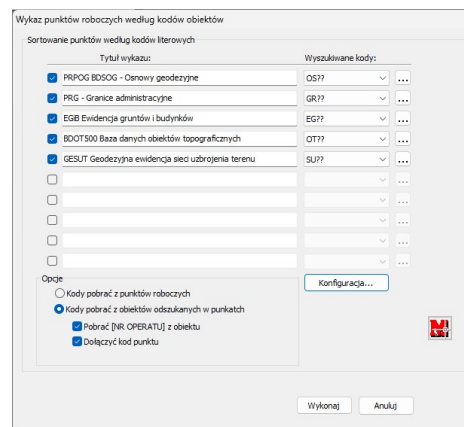 Wykaz punktów roboczych według kodów obiektów
Sortowanie punktów według kodów literowych
Tytuł wykazu: Wyszukiwane kody:
PRPOG BDSOG - Osnowy geodezyjne OS?? ...
PRG - Granice administracyjne GR?? ...
EGiB Ewidencja gruntów i budynków EG?? ...
BDOT500 Baza danych obiektów topograficznych OT?? ...
GESUT Geodezyjna ewidencja sieci uzbrojenia terenu SU?? ...
...
...
...
...
...
Opcje
Konfiguracja...
Kody pobrać z punktów roboczych
Kody pobrać z obiektów odszukanych w punkatch
Pobrać [NR OPERATU] z obiektu
Dołączyć kod punktu
Wykonaj Anuluj